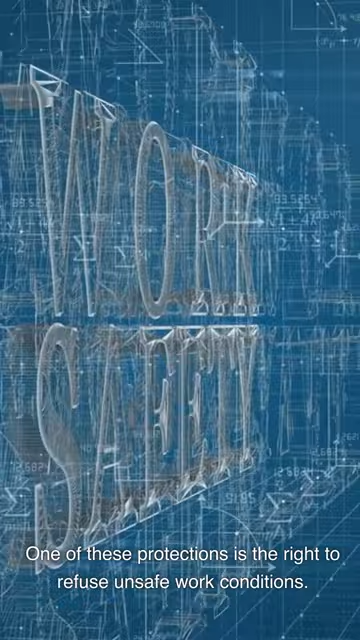 WORK
SAFETY
One of these protections is the right to
refuse unsafe work conditions.